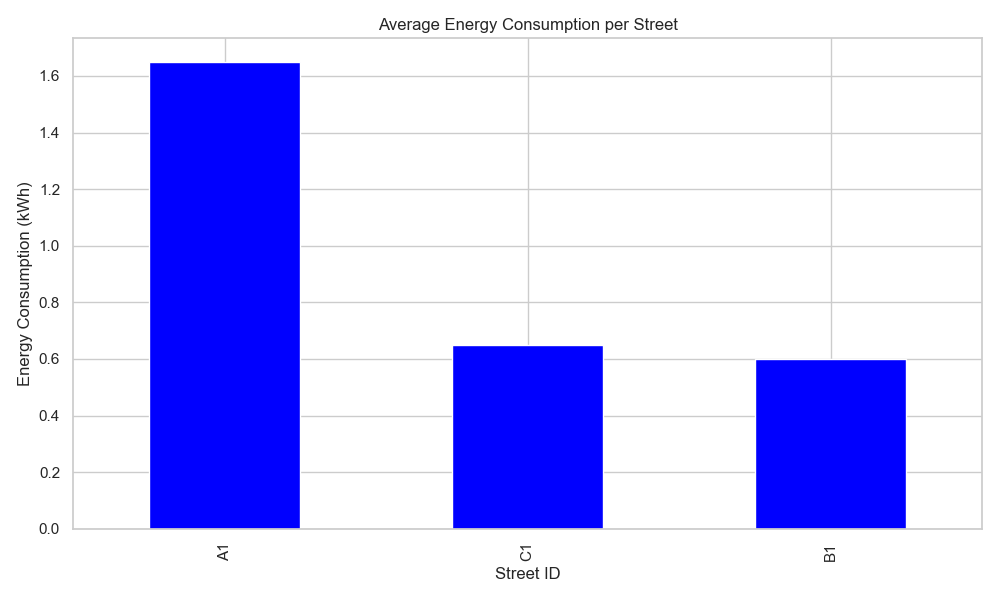 Average Energy Consumption per Street
Energy Consumption (kWh)
1.6
1.4
1.2
1.0
0.8
0.6
0.4
0.2
0.0
A1
C1
B1
Street ID